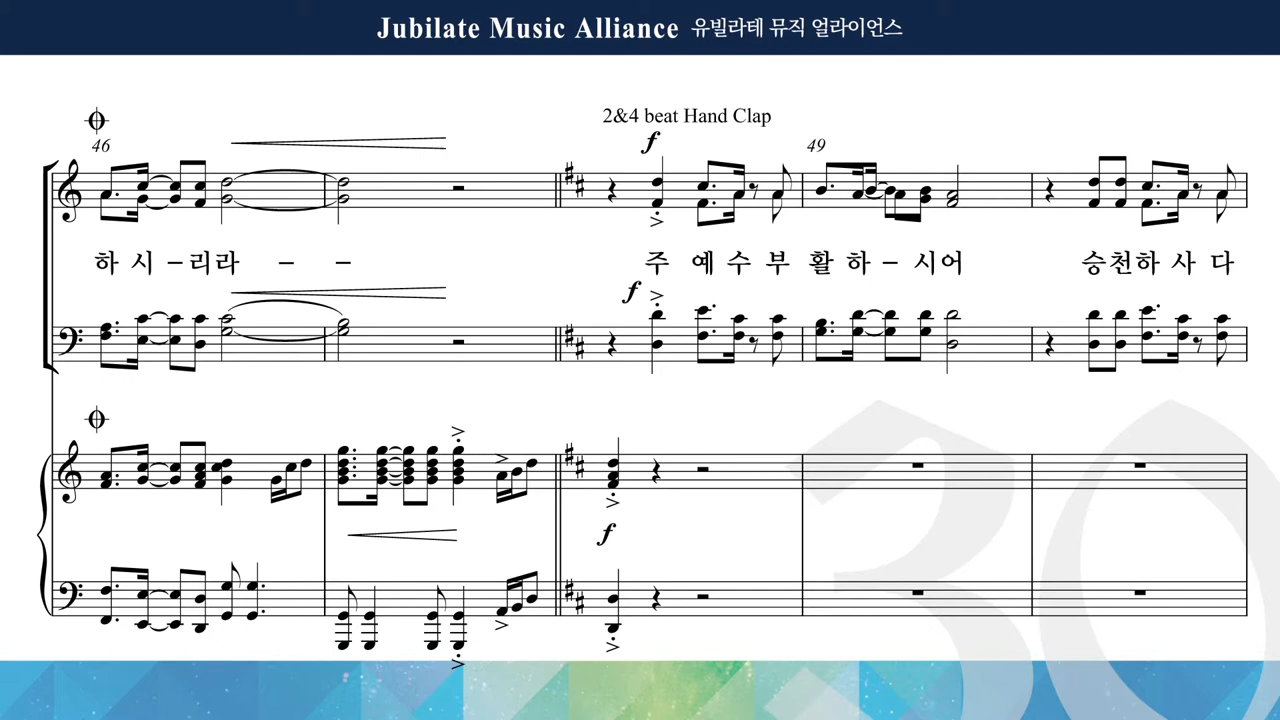 Jubilate Music Alliance 유빌라테 뮤직 얼라이언스
2&4 beat Hand Clap
46 f 49
하 시 – 리라 – – 주 예 수 부 활 하 – 시어 승천하 사 다
f
f
30